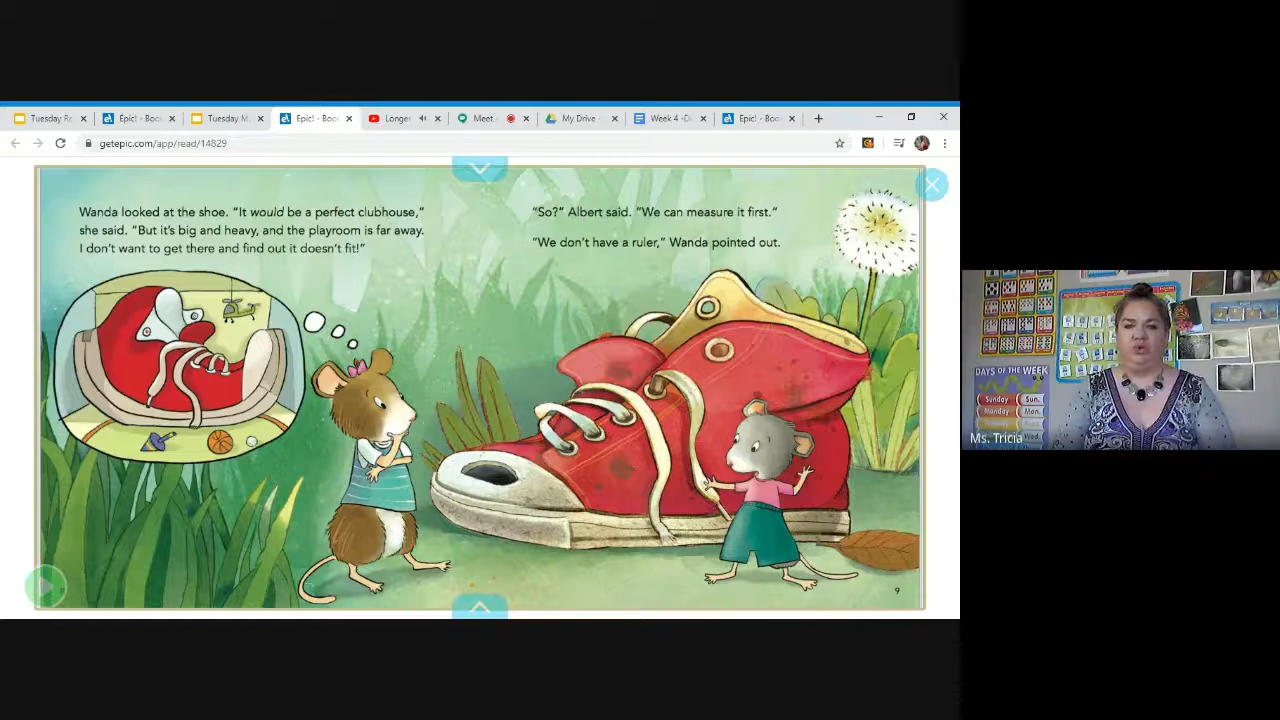 Tuesday Re
Epic! - Boo
Tuesday M
Epic! - Boo
Longe
Meet -
My Drive -
Week 4 -D
Epic! - Boo
getepic.com/app/read/14829
Wanda looked at the shoe. “It would be a perfect clubhouse,”
she said. “But it’s big and heavy, and the playroom is far away.
I don’t want to get there and find out it doesn’t fit!”
“So?” Albert said. “We can measure it first.”
“We don’t have a ruler,” Wanda pointed out.
9
DAYS OF THE WEEK
Sunday Sun.
Monday Mon.
Wed.
Ms. Tricia